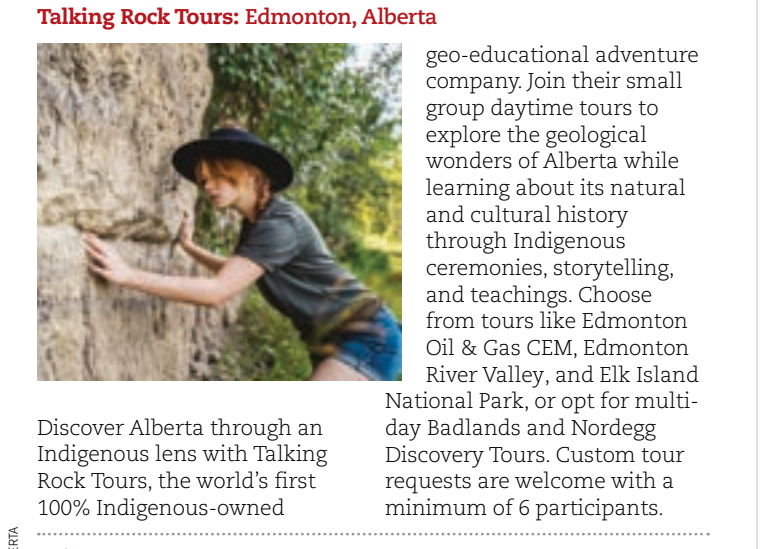 Talking Rock Tours: Edmonton, Alberta
Discover Alberta through an
Indigenous lens with Talking
Rock Tours, the world's first
100% Indigenous-owned
geo-educational adventure
company. Join their small
group daytime tours to
explore the geological
wonders of Alberta while
learning about its natural
and cultural history
through Indigenous
ceremonies, storytelling,
and teachings. Choose
from tours like Edmonton
Oil & Gas CEM, Edmonton
River Valley, and Elk Island
National Park, or opt for multi-
day Badlands and Nordegg
Discovery Tours. Custom tour
requests are welcome with a
minimum of 6 participants.
ERTA